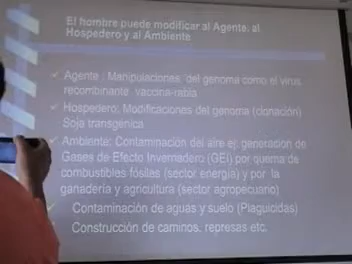 El hombre puede modificar al Agente, al
Hospedero y al Ambiente
Agente : Manipulaciones del genoma como el virus
recombinante vaccina-rabia
Hospedero: Modificaciones del genoma (clonación)
Soja transgénica
Ambiente: Contaminación del aire ej. generación de
Gases de Efecto Invernadero (GEI) por quema de
combustibles fósiles (sector energía) y por la
ganadería y agricultura (sector agropecuario)
Contaminación de aguas y suelo (Plaguicidas)
Construcción de caminos, represas etc.